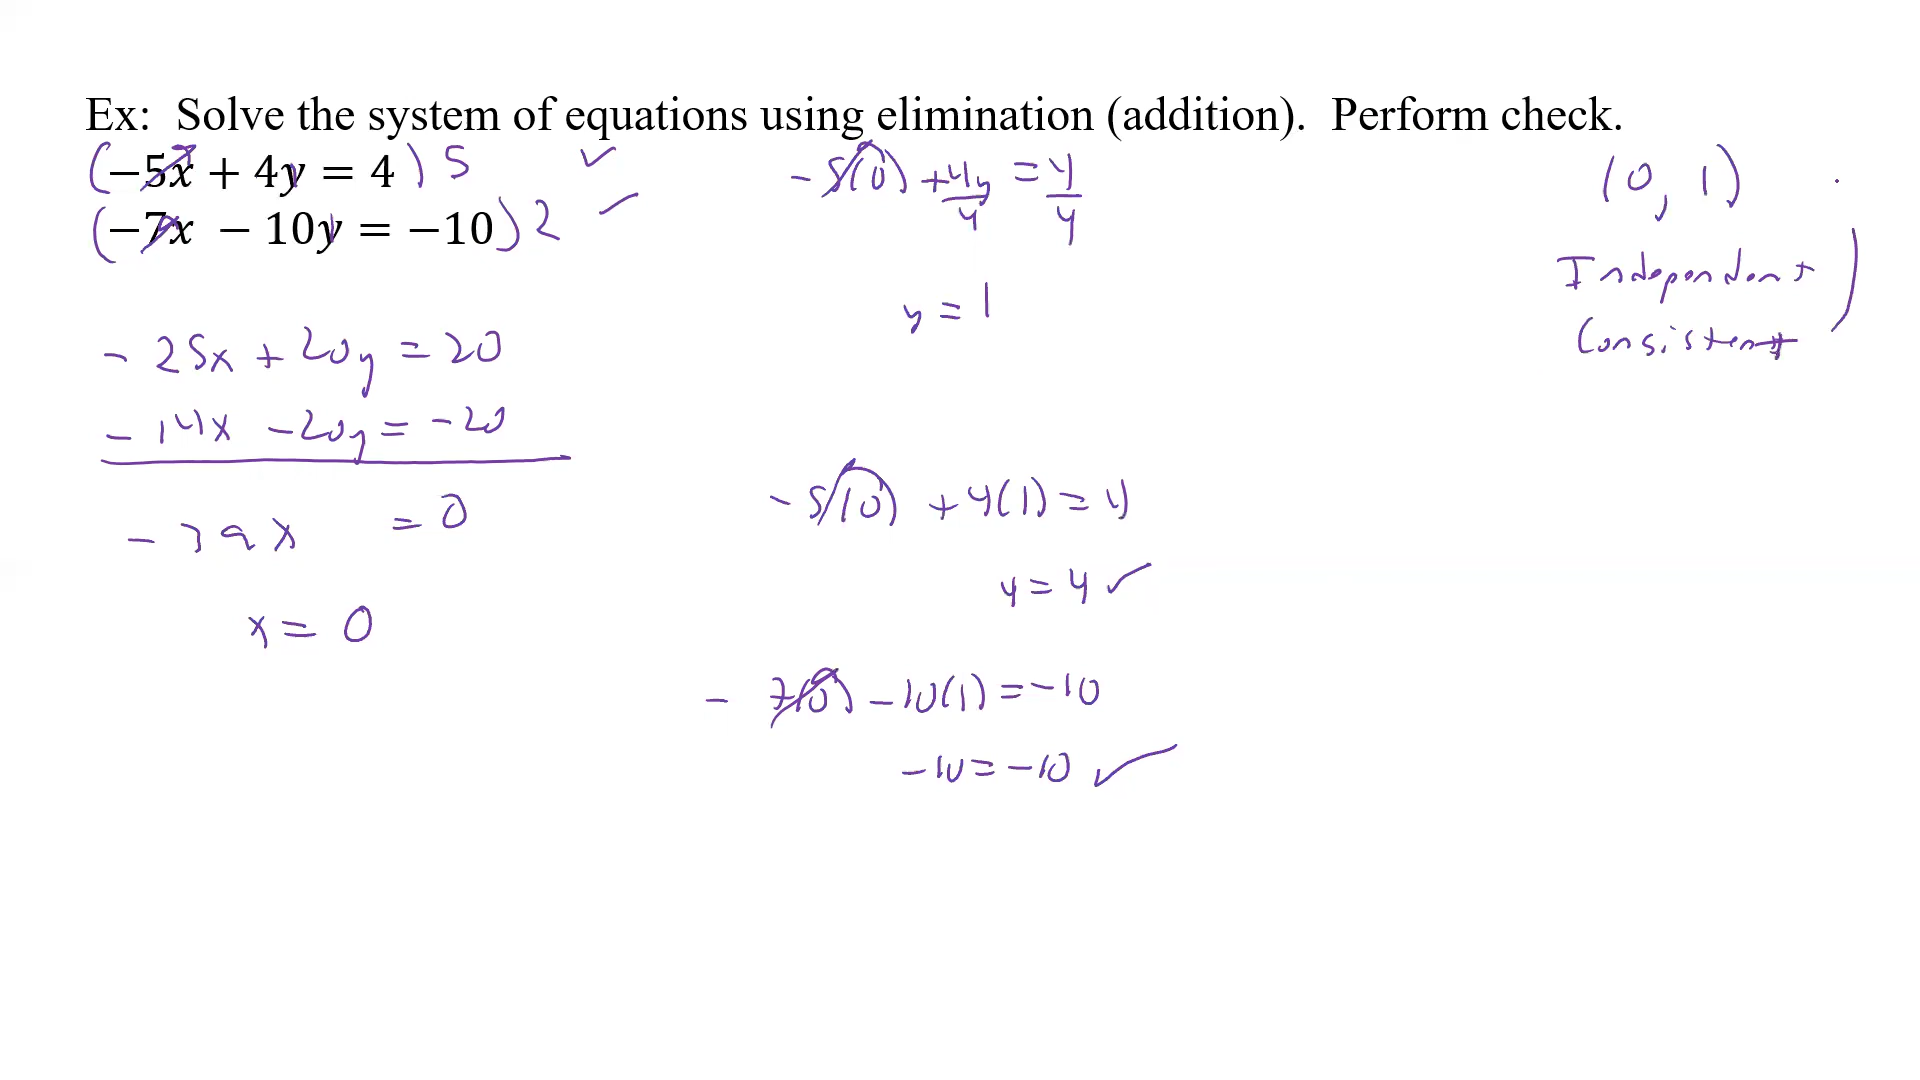 Ex: Solve the system of equations using elimination (addition). Perform check.
(−5x + 4y = 4) 5 ✓
(−7x − 10y = −10) 2 ✓
- 25x + 20y = 20
- 14x - 20y = -20
- 39x = 0
x = 0
- 5(0) + 4y/4 = 4/4
y = 1
- 5(0) + 4(1) = 4
4 = 4 ✓
- 7(0) - 10(1) = -10
-10 = -10 ✓
(0, 1)
Independent
Consistent